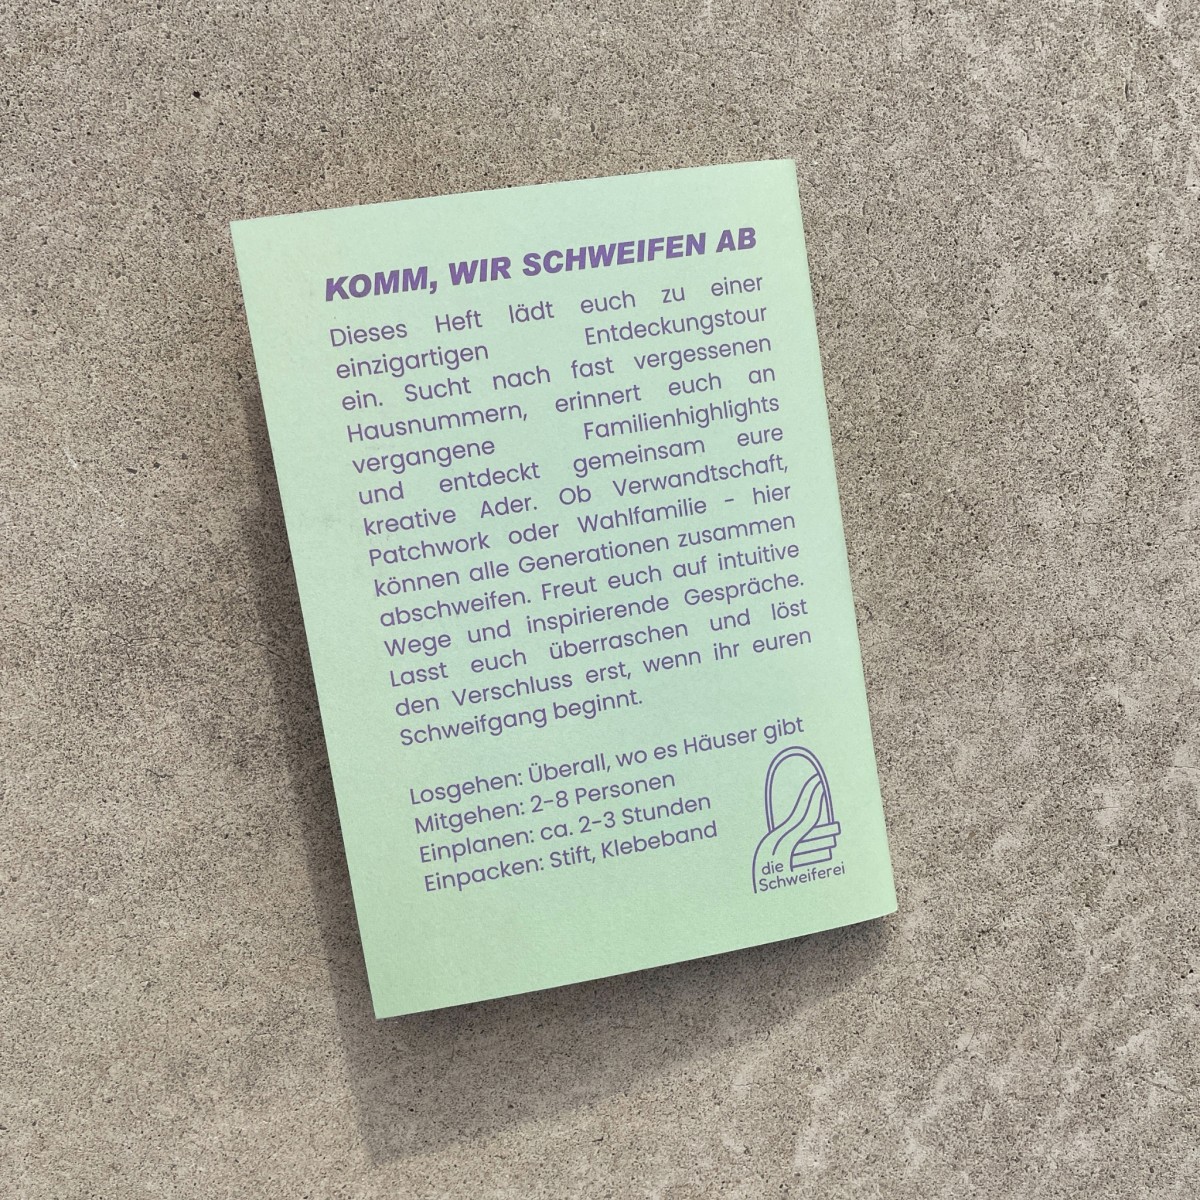 KOMM, WIR SCHWEIFEN AB
Dieses Heft lädt euch zu einer
einzigartigen Entdeckungstour
ein. Sucht nach fast vergessenen
Hausnummern, erinnert euch an
vergangene Familienhighlights
und entdeckt gemeinsam eure
kreative Ader. Ob Verwandtschaft,
Patchwork oder Wahlfamilie - hier
können alle Generationen zusammen
abschweifen. Freut euch auf intuitive
Wege und inspirierende Gespräche.
Lasst euch überraschen und löst
den Verschluss erst, wenn ihr euren
Schweifgang beginnt.
Losgehen: Überall, wo es Häuser gibt
Mitgehen: 2-8 Personen
Einplanen: ca. 2-3 Stunden
Einpacken: Stift, Klebeband
die
Schweiferei